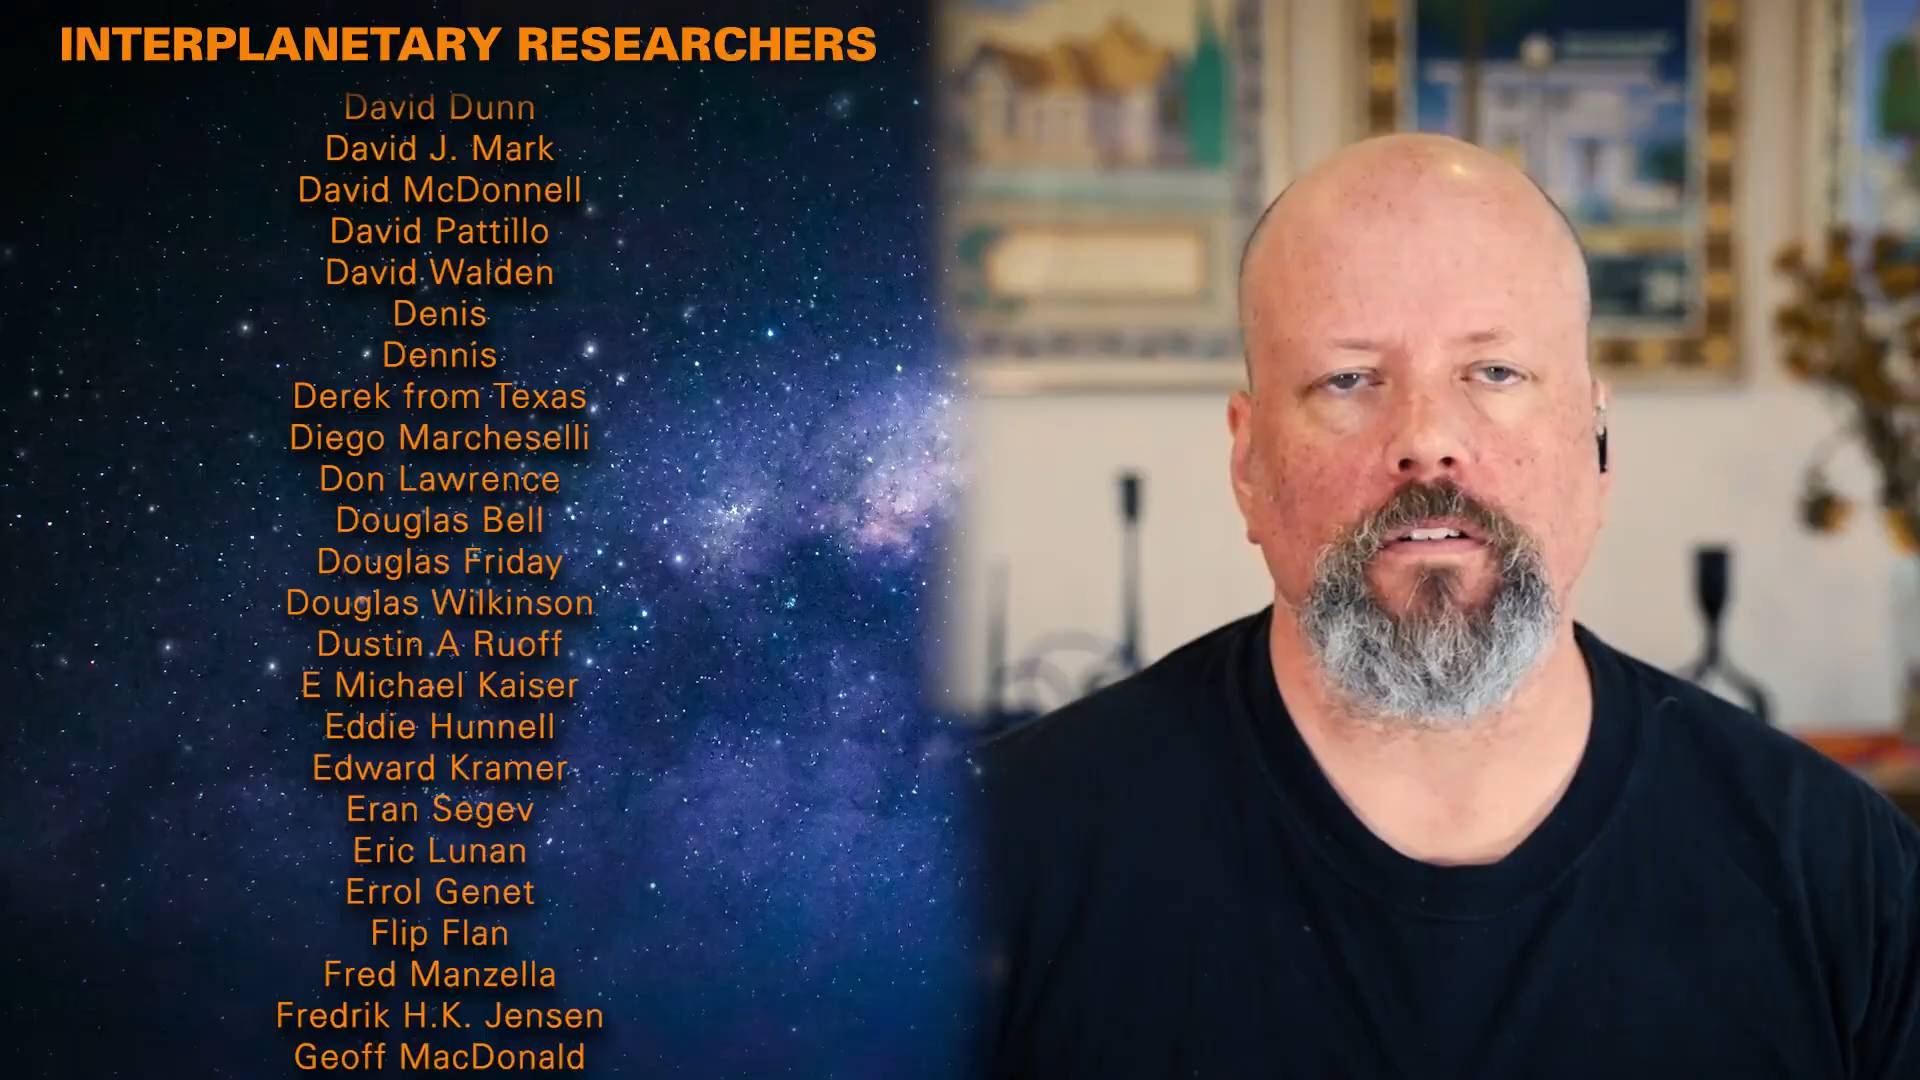 INTERPLANETARY RESEARCHERS
David Dunn
David J. Mark
David McDonnell
David Pattillo
David Walden
Denis
Dennis
Derek from Texas
Diego Marcheselli
Don Lawrence
Douglas Bell
Douglas Friday
Douglas Wilkinson
Dustin A Ruoff
E Michael Kaiser
Eddie Hunnell
Edward Kramer
Eran Segev
Eric Lunan
Errol Genet
Flip Flan
Fred Manzella
Fredrik H.K. Jensen
Geoff MacDonald